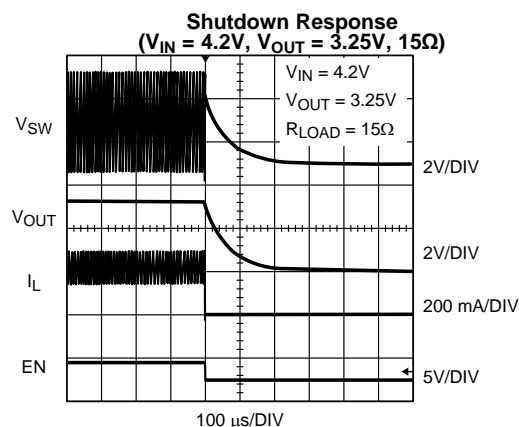 Shutdown Response
(VIN = 4.2V, VOUT = 3.25V, 15Ω)
VIN = 4.2V
VOUT = 3.25V
RLOAD = 15Ω
VSW
2V/DIV
VOUT
2V/DIV
IL
200 mA/DIV
EN
5V/DIV
100 µs/DIV